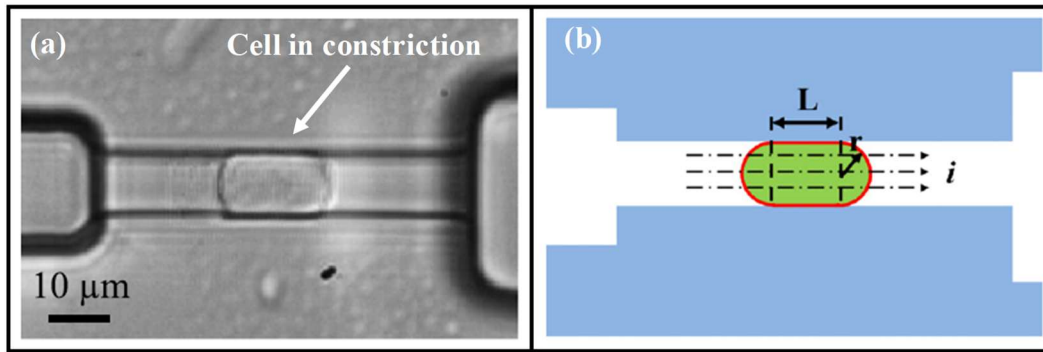 (a)
Cell in constriction
10 μm
(b)
L
r
i